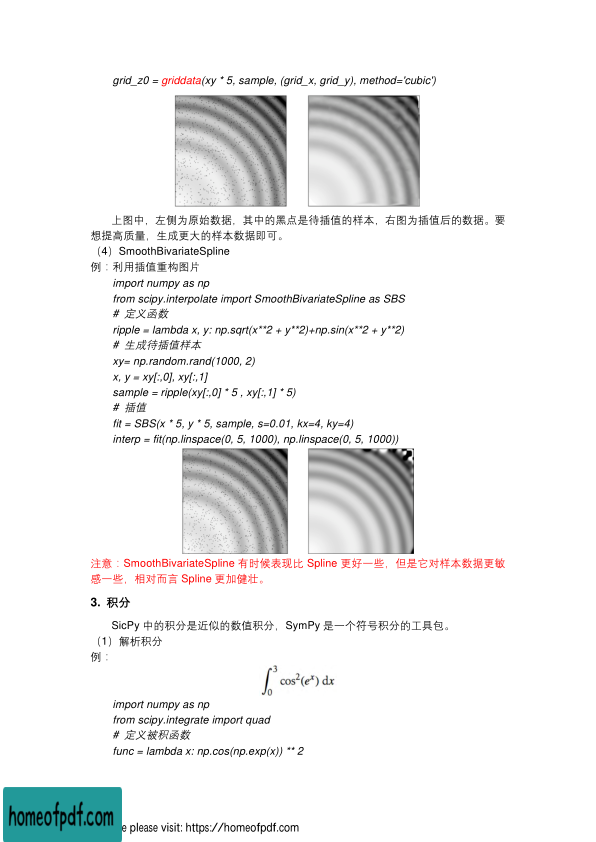 grid_z0 = griddata(xy * 5, sample, (grid_x, grid_y), method='cubic')
上图中，左侧为原始数据，其中的黑点是待插值的样本，右图为插值后的数据。要
想提高质量，生成更大的样本数据即可。
（4）SmoothBivariateSpline
例：利用插值重构图片
import numpy as np
from scipy.interpolate import SmoothBivariateSpline as SBS
# 定义函数
ripple = lambda x, y: np.sqrt(x**2 + y**2)+np.sin(x**2 + y**2)
# 生成待插值样本
xy= np.random.rand(1000, 2)
x, y = xy[:,0], xy[:,1]
sample = ripple(xy[:,0] * 5 , xy[:,1] * 5)
# 插值
fit = SBS(x * 5, y * 5, sample, s=0.01, kx=4, ky=4)
interp = fit(np.linspace(0, 5, 1000), np.linspace(0, 5, 1000))
注意：SmoothBivariateSpline 有时候表现比 Spline 更好一些，但是它对样本数据更敏
感一些，相对而言 Spline 更加健壮。
3. 积分
SicPy 中的积分是近似的数值积分，SymPy 是一个符号积分的工具包。
（1）解析积分
例：
∫₀³ cos²(eˣ) dx
import numpy as np
from scipy.integrate import quad
# 定义被积函数
func = lambda x: np.cos(np.exp(x)) ** 2
homeofpdf.com
e please visit: https://homeofpdf.com